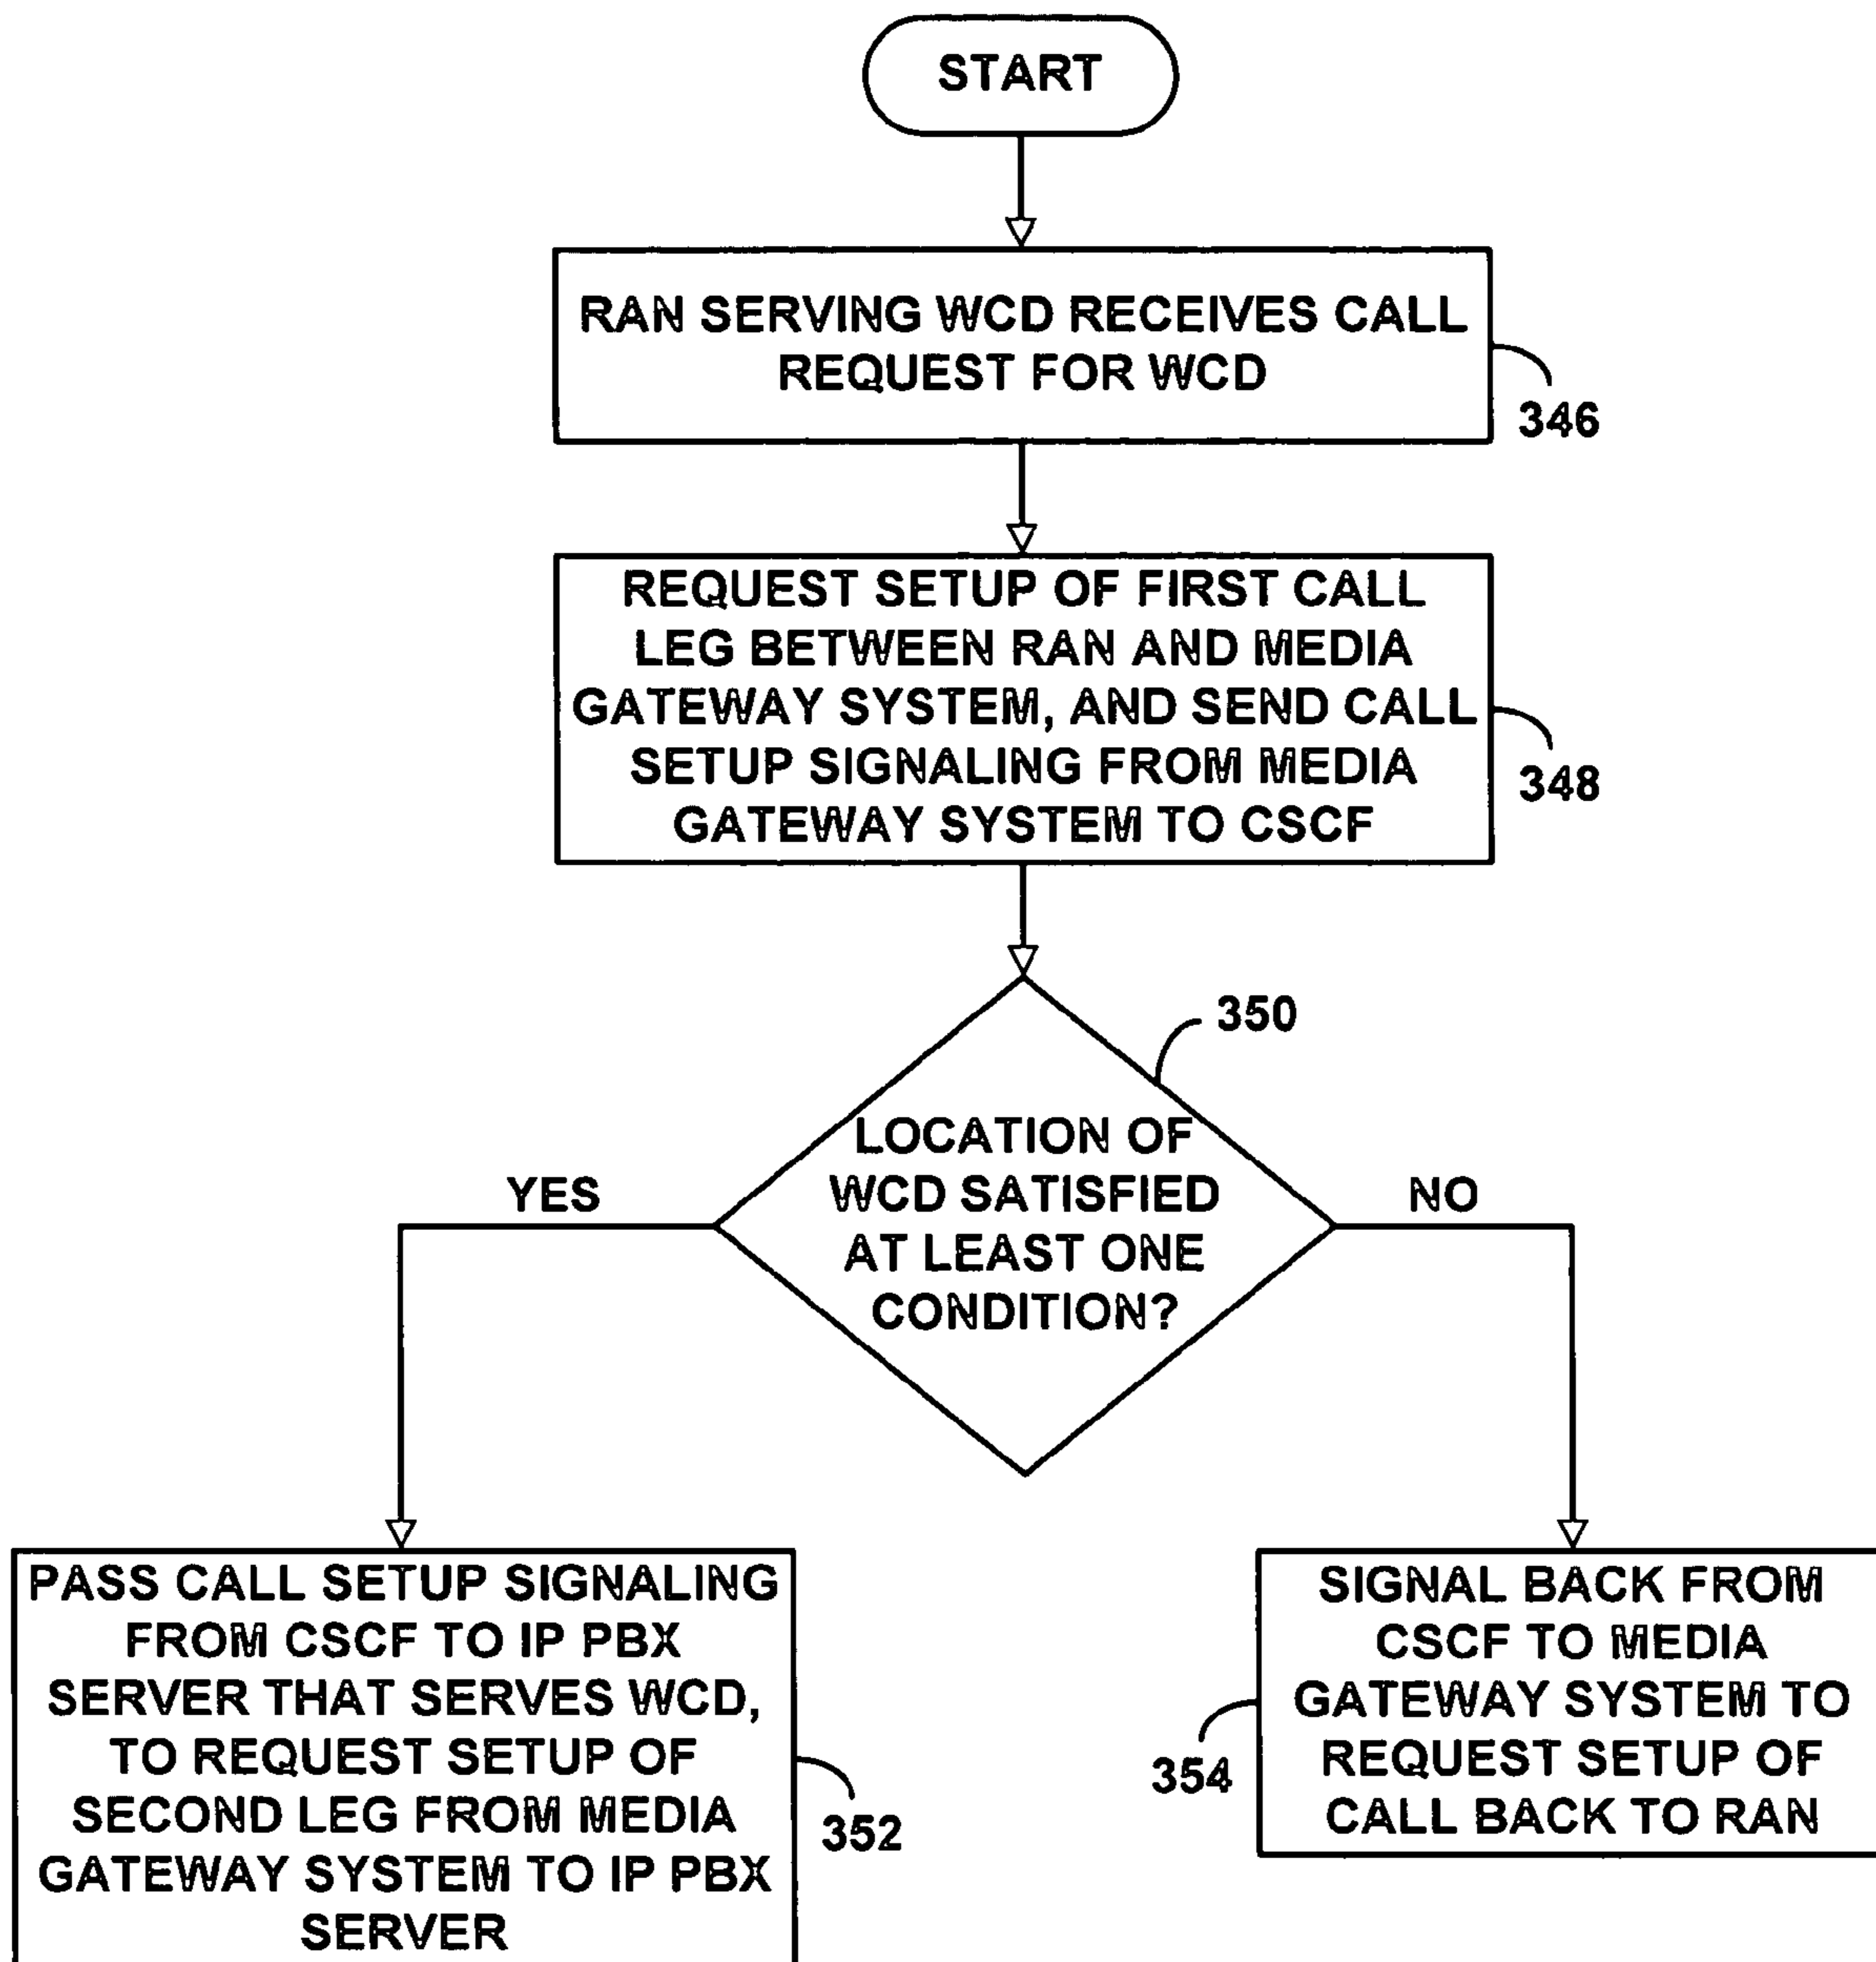 START
RAN SERVING WCD RECEIVES CALL
REQUEST FOR WCD
346
REQUEST SETUP OF FIRST CALL
LEG BETWEEN RAN AND MEDIA
GATEWAY SYSTEM, AND SEND CALL
SETUP SIGNALING FROM MEDIA
GATEWAY SYSTEM TO CSCF
348
350
LOCATION OF
WCD SATISFIED
AT LEAST ONE
CONDITION?
YES
NO
PASS CALL SETUP SIGNALING
FROM CSCF TO IP PBX
SERVER THAT SERVES WCD,
TO REQUEST SETUP OF
SECOND LEG FROM MEDIA
GATEWAY SYSTEM TO IP PBX
SERVER
352
SIGNAL BACK FROM
CSCF TO MEDIA
GATEWAY SYSTEM TO
REQUEST SETUP OF
CALL BACK TO RAN
354